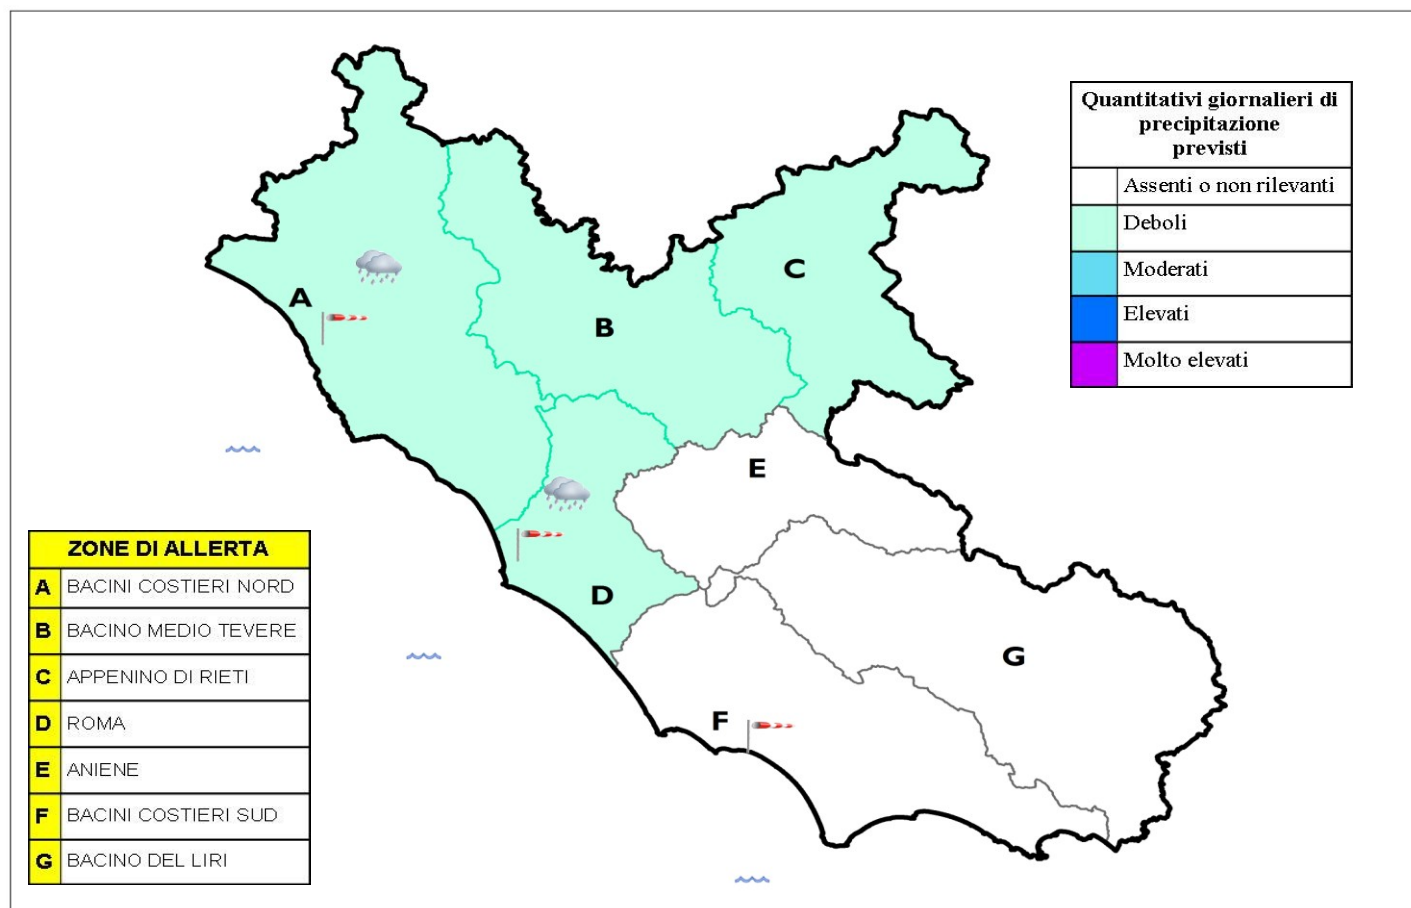 Quantitativi giornalieri di
precipitazione
previsti
Assenti o non rilevanti
Deboli
Moderati
Elevati
Molto elevati
A
B
C
D
E
F
G
ZONE DI ALLERTA
A BACINI COSTIERI NORD
B BACINO MEDIO TEVERE
C APPENINO DI RIETI
D ROMA
E ANIENE
F BACINI COSTIERI SUD
G BACINO DEL LIRI